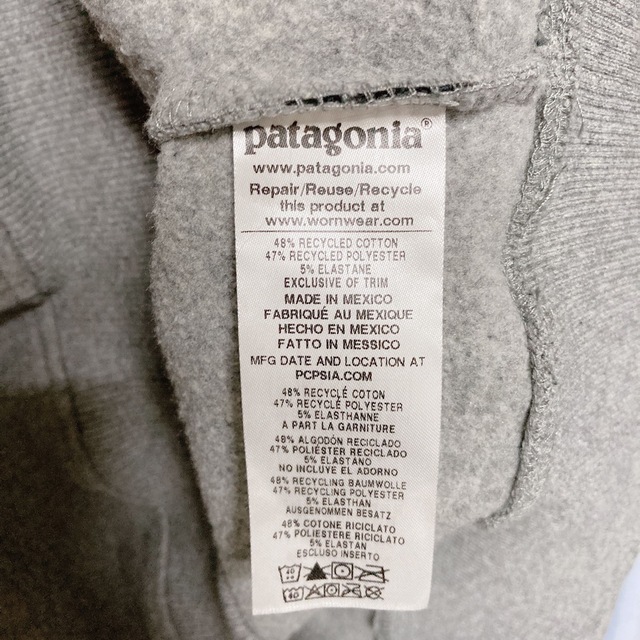 patagonia®
www.patagonia.com
Repair/Reuse/Recycle
this product at
www.wornwear.com
48% RECYCLED COTTON
47% RECYCLED POLYESTER
5% ELASTANE
EXCLUSIVE OF TRIM
MADE IN MEXICO
FABRIQUÉ AU MEXIQUE
HECHO EN MEXICO
FATTO IN MESSICO
MFG DATE AND LOCATION AT
PCPSIA.COM
48% RECYCLÉ COTON
47% RECYCLÉ POLYESTER
5% ELASTHANNE
A PART LA GARNITURE
48% ALGODÓN RECICLADO
47% POLIÉSTER RECICLADO
5% ELASTANO
NO INCLUYE EL ADORNO
48% RECYCLING BAUMWOLLE
47% RECYCLING POLYESTER
5% ELASTHAN
AUSGENOMMEN BESATZ
48% COTONE RICICLATO
47% POLIESTERE RICICLATO
5% ELASTAN
ESCLUSO INSERTO